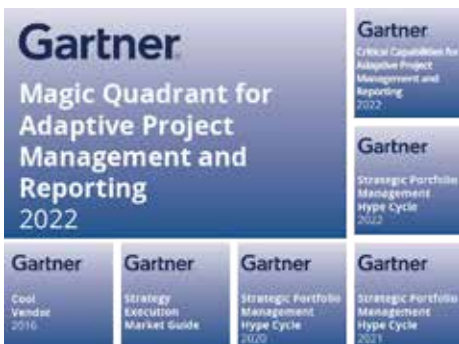 Gartner
Magic Quadrant for
Adaptive Project
Management and
Reporting
2022
Gartner
Critical Capabilities for
Adaptive Project
Management and
Reporting
2022
Gartner
Strategic Portfolio
Management
Hype Cycle
2022
Gartner
Cool
Vendor
2016
Gartner
Strategy
Execution
Market Guide
Gartner
Strategic Portfolio
Management
Hype Cycle
2020
Gartner
Strategic Portfolio
Management
Hype Cycle
2021